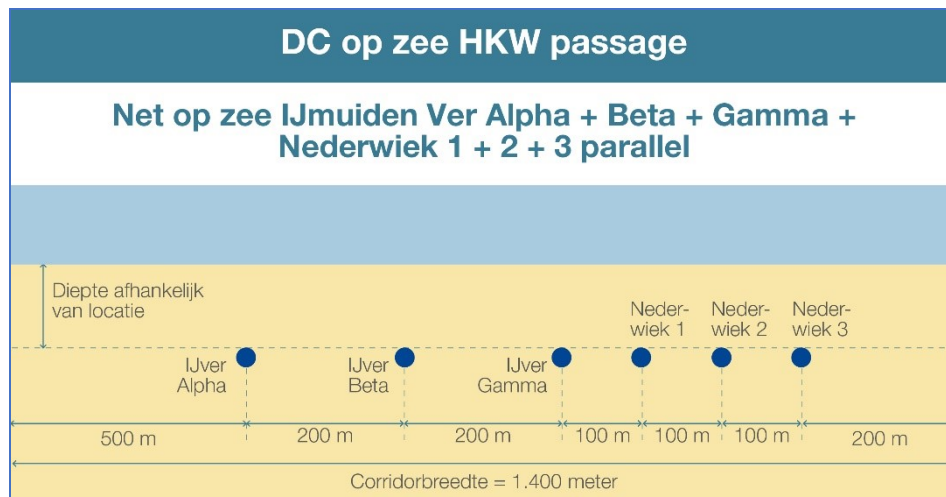 DC op zee HKW passage
Net op zee IJmuiden Ver Alpha + Beta + Gamma +
Nederwiek 1 + 2 + 3 parallel
Diepte afhankelijk
van locatie
IJver
Alpha
IJver
Beta
IJver
Gamma
Neder-
wiek 1
Neder-
wiek 2
Neder-
wiek 3
500 m
200 m
200 m
100 m
100 m
100 m
200 m
Corridorbreedte = 1.400 meter